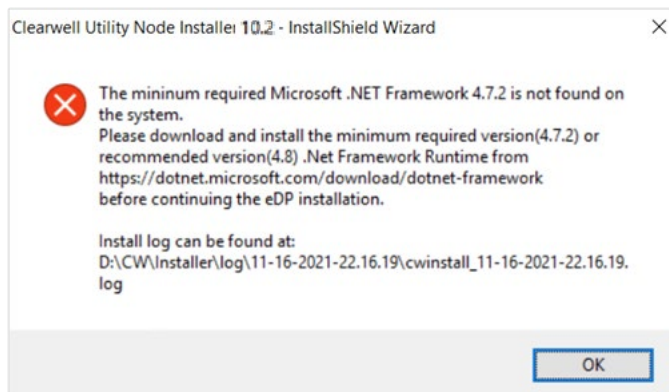 Clearwell Utility Node Installer 10.2 - InstallShield Wizard
The mininum required Microsoft .NET Framework 4.7.2 is not found on
the system.
Please download and install the minimum required version(4.7.2) or
recommended version(4.8) .Net Framework Runtime from
https://dotnet.microsoft.com/download/dotnet-framework
before continuing the eDP installation.
Install log can be found at:
D:\CW\Installer\log\11-16-2021-22.16.19\cwinstall_11-16-2021-22.16.19.
log
OK